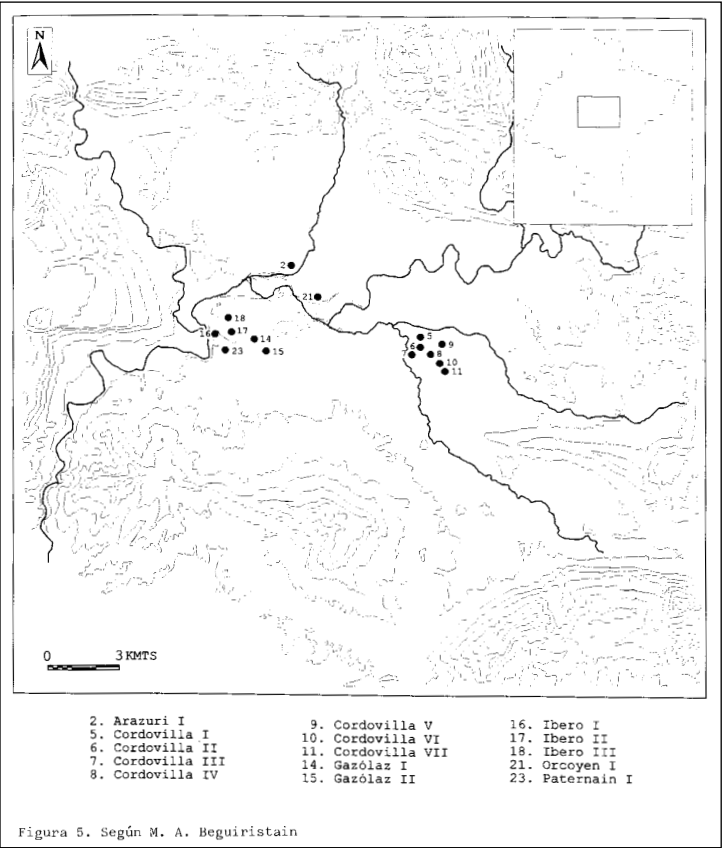 N
2
21
18
16 17
14
23 15
5
6 9
7 8
10
11
0 3 KMTS
2. Arazuri I
5. Cordovilla I
6. Cordovilla II
7. Cordovilla III
8. Cordovilla IV
9. Cordovilla V
10. Cordovilla VI
11. Cordovilla VII
14. Gazólaz I
15. Gazólaz II
16. Ibero I
17. Ibero II
18. Ibero III
21. Orcoyen I
23. Paternain I
Figura 5. Según M. A. Beguiristain